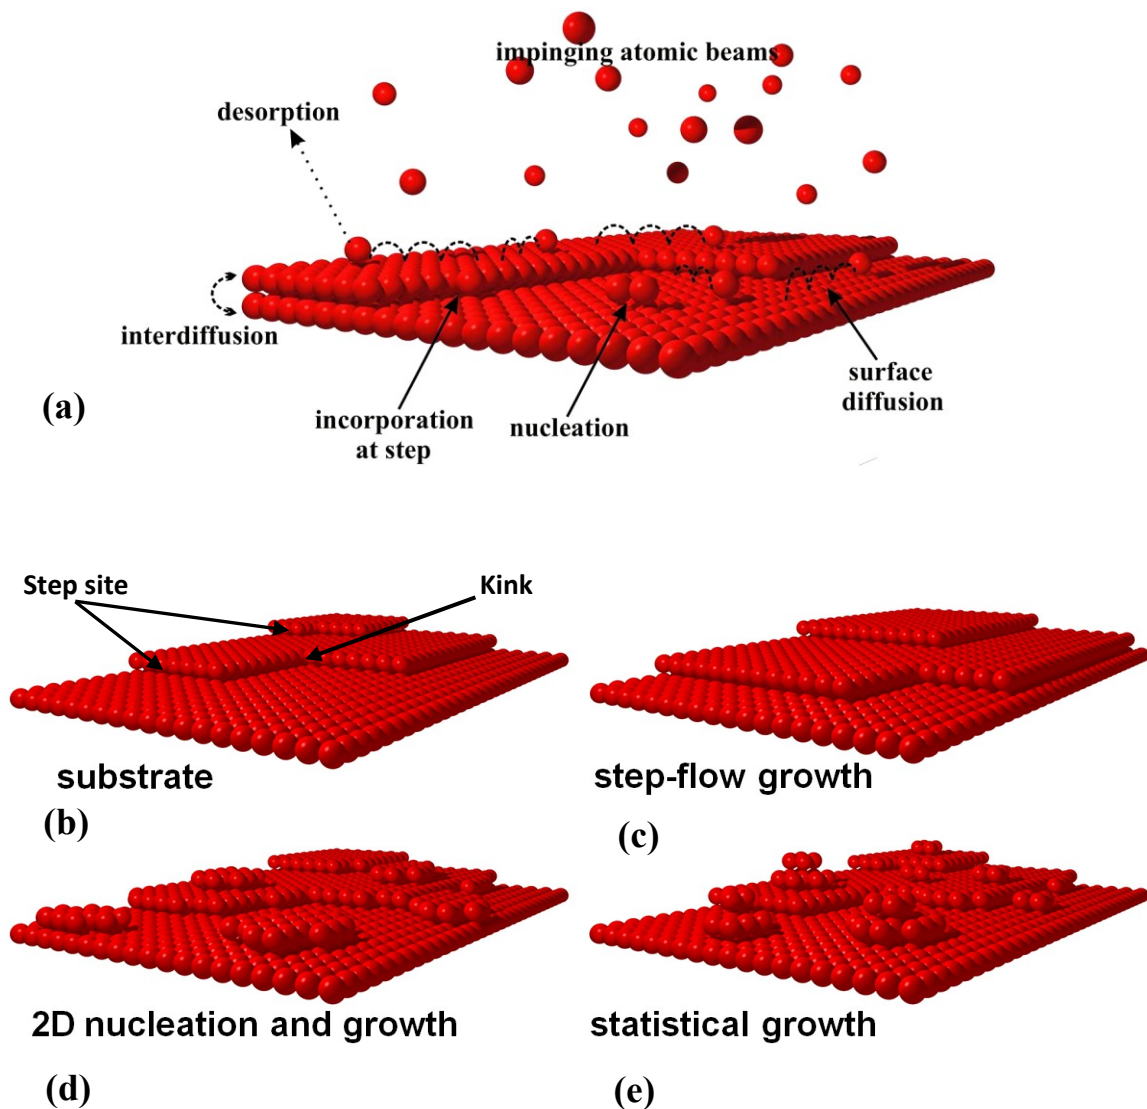 impinging atomic beams
desorption
interdiffusion
surface
diffusion
(a)
incorporation
at step
nucleation
Step site
Kink
substrate
step-flow growth
(b)
(c)
2D nucleation and growth
statistical growth
(d)
(e)